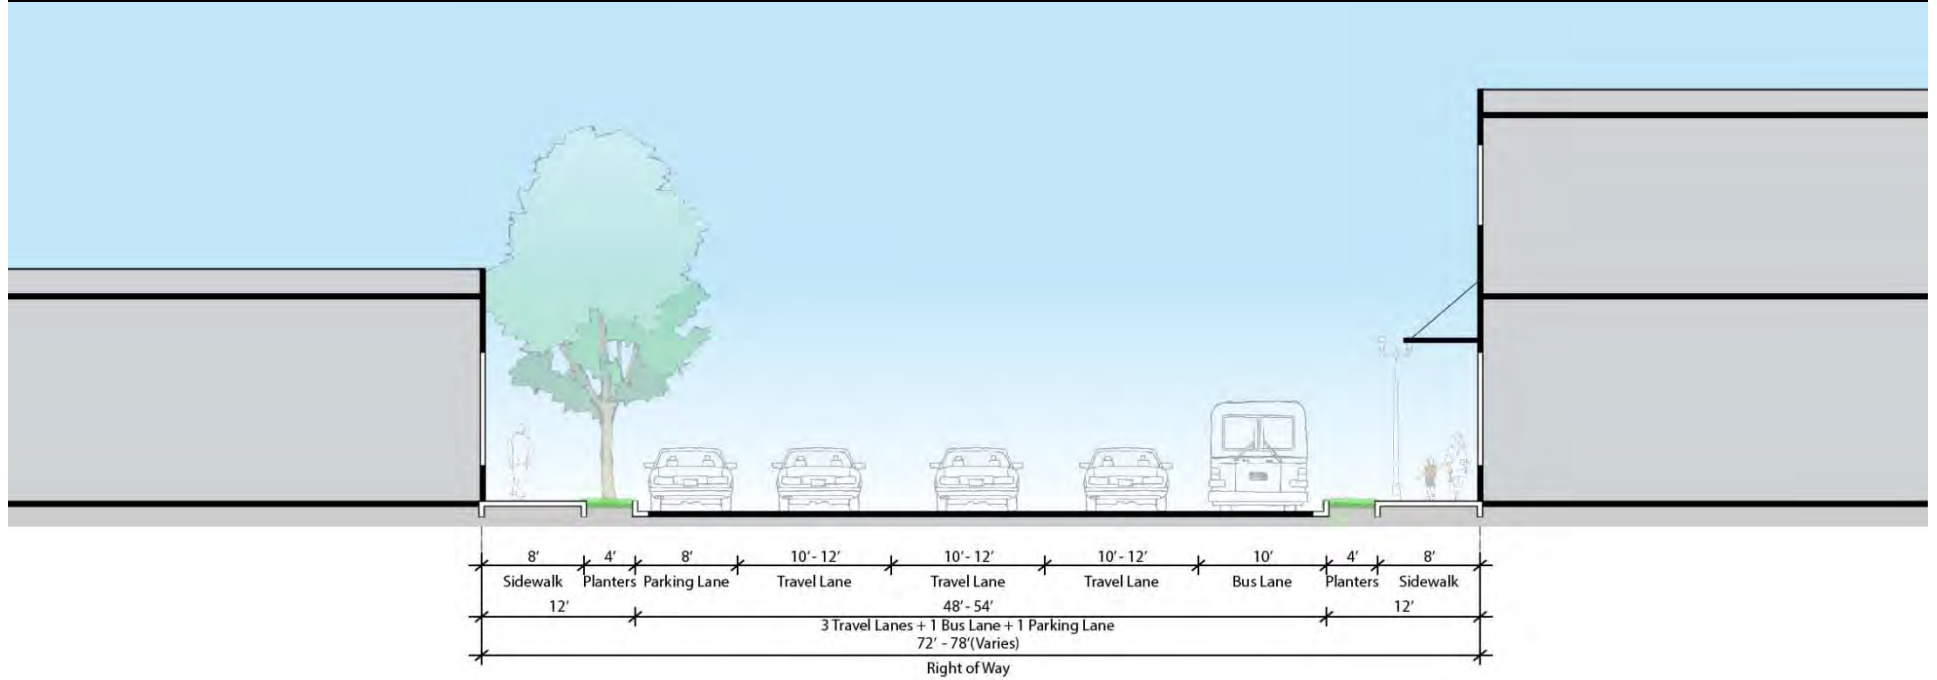 8' 4' 8' 10' - 12' 10' - 12' 10' - 12' 10' 4' 8'
Sidewalk Planters Parking Lane Travel Lane Travel Lane Travel Lane Bus Lane Planters Sidewalk
12' 48' - 54' 12'
3 Travel Lanes + 1 Bus Lane + 1 Parking Lane
72' - 78'(Varies)
Right of Way